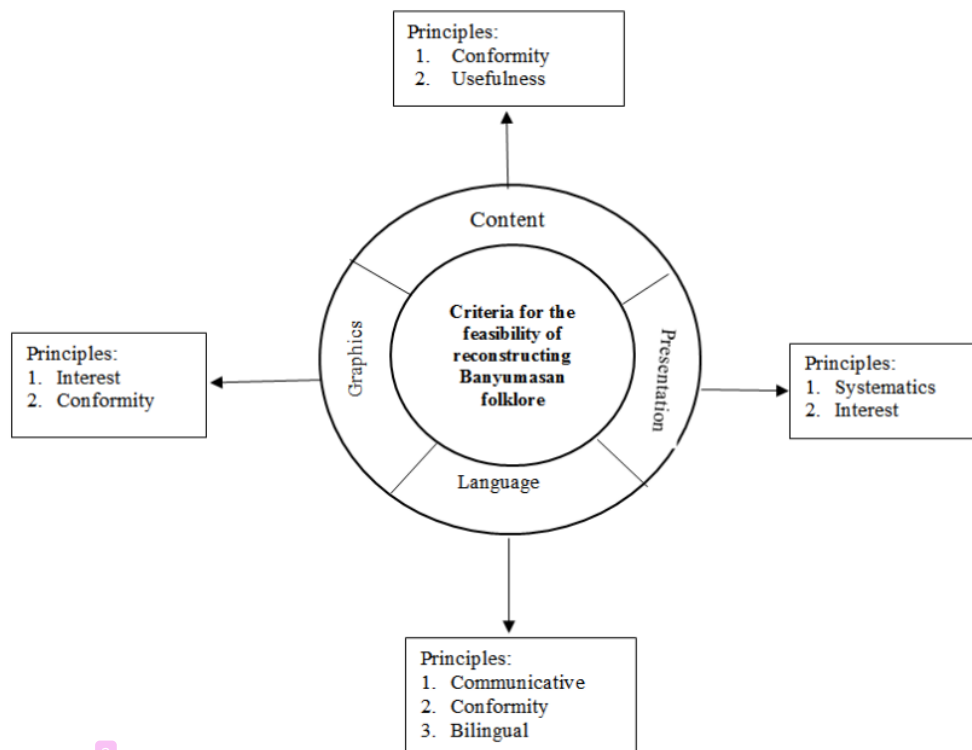 Principles:
1. Conformity
2. Usefulness
Content
Graphics
Criteria for the
feasibility of
reconstructing
Banyumasan
folklore
Presentation
Language
Principles:
1. Interest
2. Conformity
Principles:
1. Systematics
2. Interest
Principles:
1. Communicative
2. Conformity
3. Bilingual